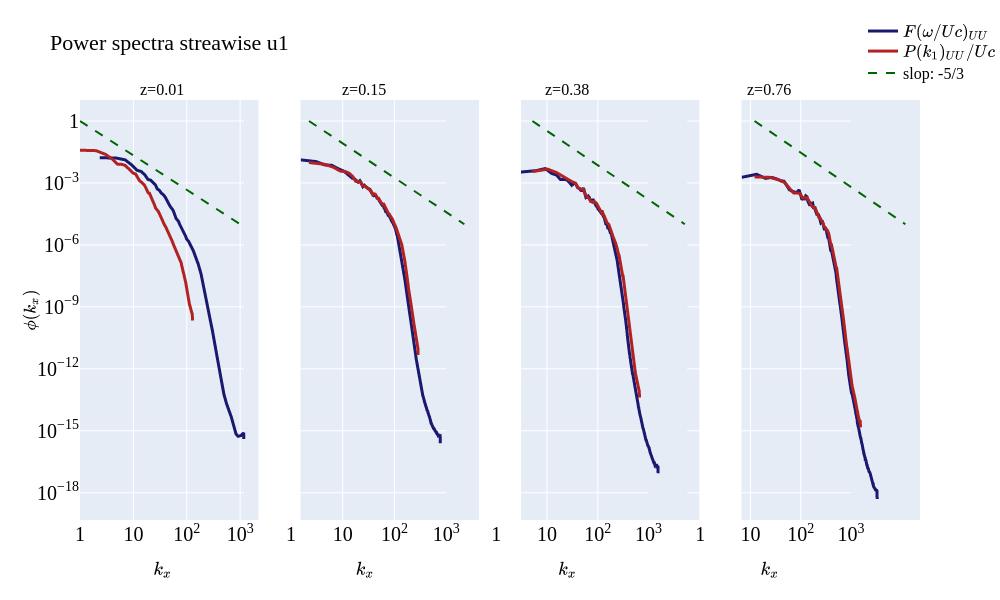 Power spectra streawise u1
F(ω/Uc)_{UU}
P(k₁)_{UU}/Uc
slop: -5/3
z=0.01 z=0.15 z=0.38 z=0.76
1
10⁻³
10⁻⁶
10⁻⁹
10⁻¹²
10⁻¹⁵
10⁻¹⁸
ϕ(kₓ)
1 10 10² 10³ 1 10 10² 10³ 1 10 10² 10³ 1 10 10² 10³
kₓ kₓ kₓ kₓ